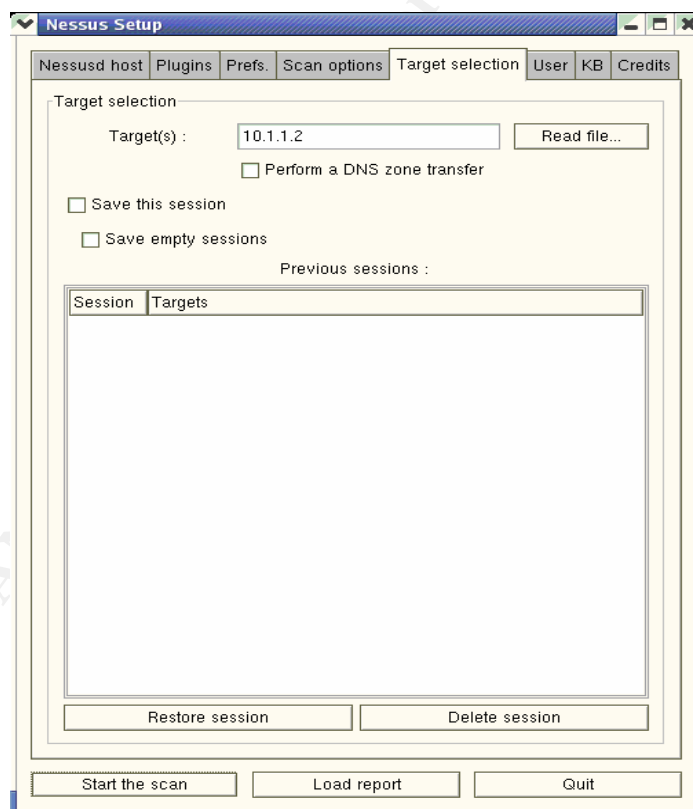 Nessus Setup
Nessusd host Plugins Prefs. Scan options Target selection User KB Credits
Target selection
Target(s) : 10.1.1.2 Read file...
Perform a DNS zone transfer
Save this session
Save empty sessions
Previous sessions :
Session Targets
Restore session Delete session
Start the scan Load report Quit